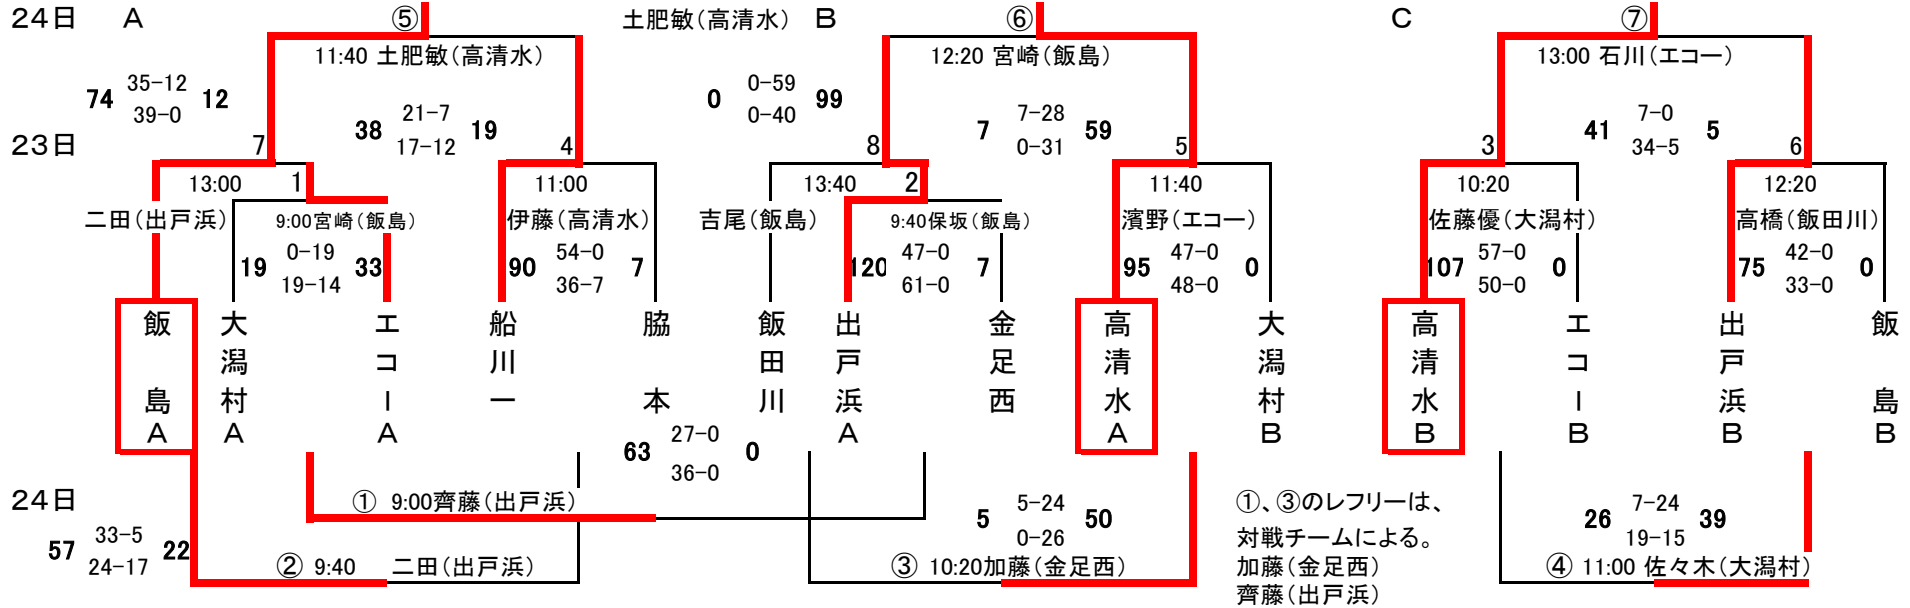 24日 A ⑤ 土肥敏(高清水) B ⑥ C ⑦
11:40 土肥敏(高清水) 12:20 宮崎(飯島) 13:00 石川(エコー)
74 35-12 12 0 0-59 99
39-0 0-40
38 21-7 19 7 7-28 59 41 7-0 5
17-12 0-31 34-5
23日 7 4 8 5 3 6
13:00 1 11:00 13:40 2 11:40 10:20 12:20
二田(出戸浜) 9:00宮崎(飯島) 伊藤(高清水) 吉尾(飯島) 9:40保坂(飯島) 濱野(エコー) 佐藤優(大潟村) 高橋(飯田川)
19 0-19 33 90 54-0 7 120 47-0 7 95 47-0 0 107 57-0 0 75 42-0 0
19-14 36-7 61-0 48-0 50-0 33-0
飯島A
大潟村A
エコーA
船川一
脇本
飯田川
出戸浜A
金足西
高清水A
大潟村B
高清水B
エコーB
出戸浜B
飯島B
63 27-0 0
36-0
24日 ① 9:00齊藤(出戸浜)
57 33-5 22
24-17
② 9:40 二田(出戸浜)
5 5-24 50
0-26
③ 10:20加藤(金足西)
①、③のレフリーは、
対戦チームによる。
加藤(金足西)
齊藤(出戸浜)
26 7-24 39
19-15
④ 11:00 佐々木(大潟村)